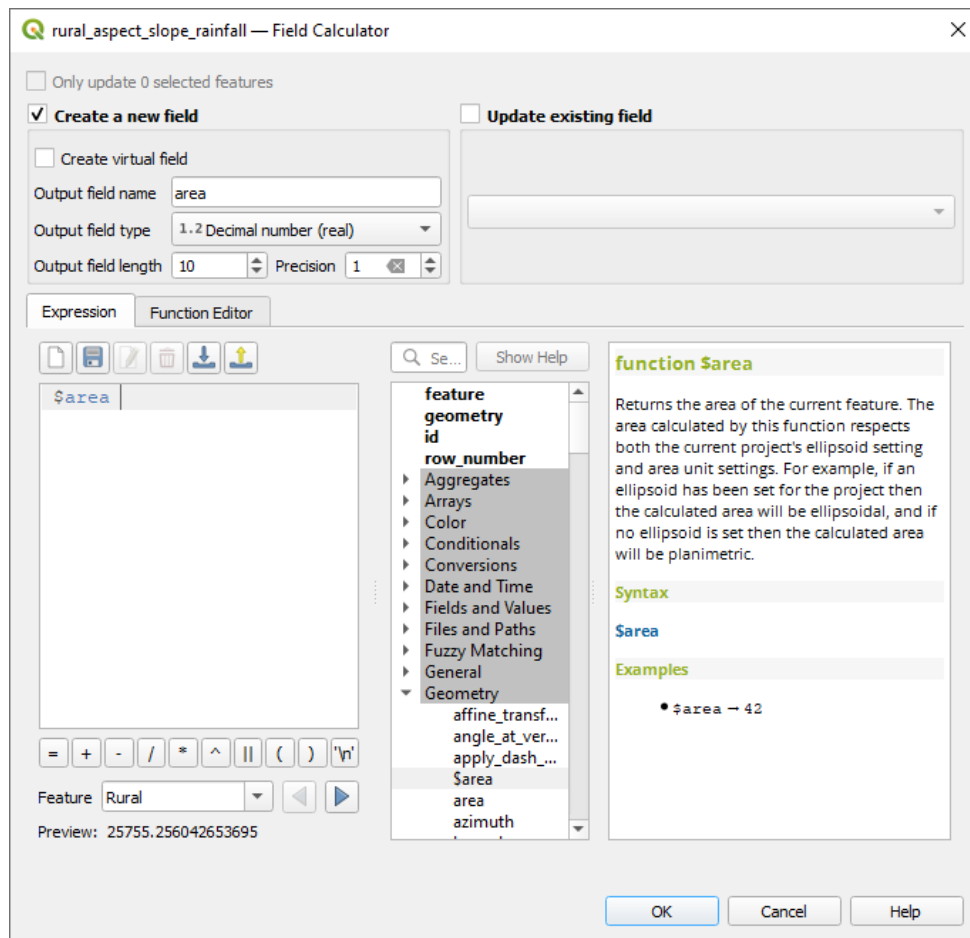 rural_aspect_slope_rainfall — Field Calculator
Only update 0 selected features
Create a new field
Update existing field
Create virtual field
Output field name area
Output field type 1.2 Decimal number (real)
Output field length 10 Precision 1
Expression Function Editor
Se... Show Help
$area
feature
geometry
id
row_number
Aggregates
Arrays
Color
Conditionals
Conversions
Date and Time
Fields and Values
Files and Paths
Fuzzy Matching
General
Geometry
affine_transf...
angle_at_ver...
apply_dash_...
$area
area
azimuth
function $area
Returns the area of the current feature. The
area calculated by this function respects
both the current project's ellipsoid setting
and area unit settings. For example, if an
ellipsoid has been set for the project then
the calculated area will be ellipsoidal, and if
no ellipsoid is set then the calculated area
will be planimetric.
Syntax
$area
Examples
$area → 42
= + - / * ^ || ( ) '\n'
Feature Rural
Preview: 25755.256042653695
OK Cancel Help